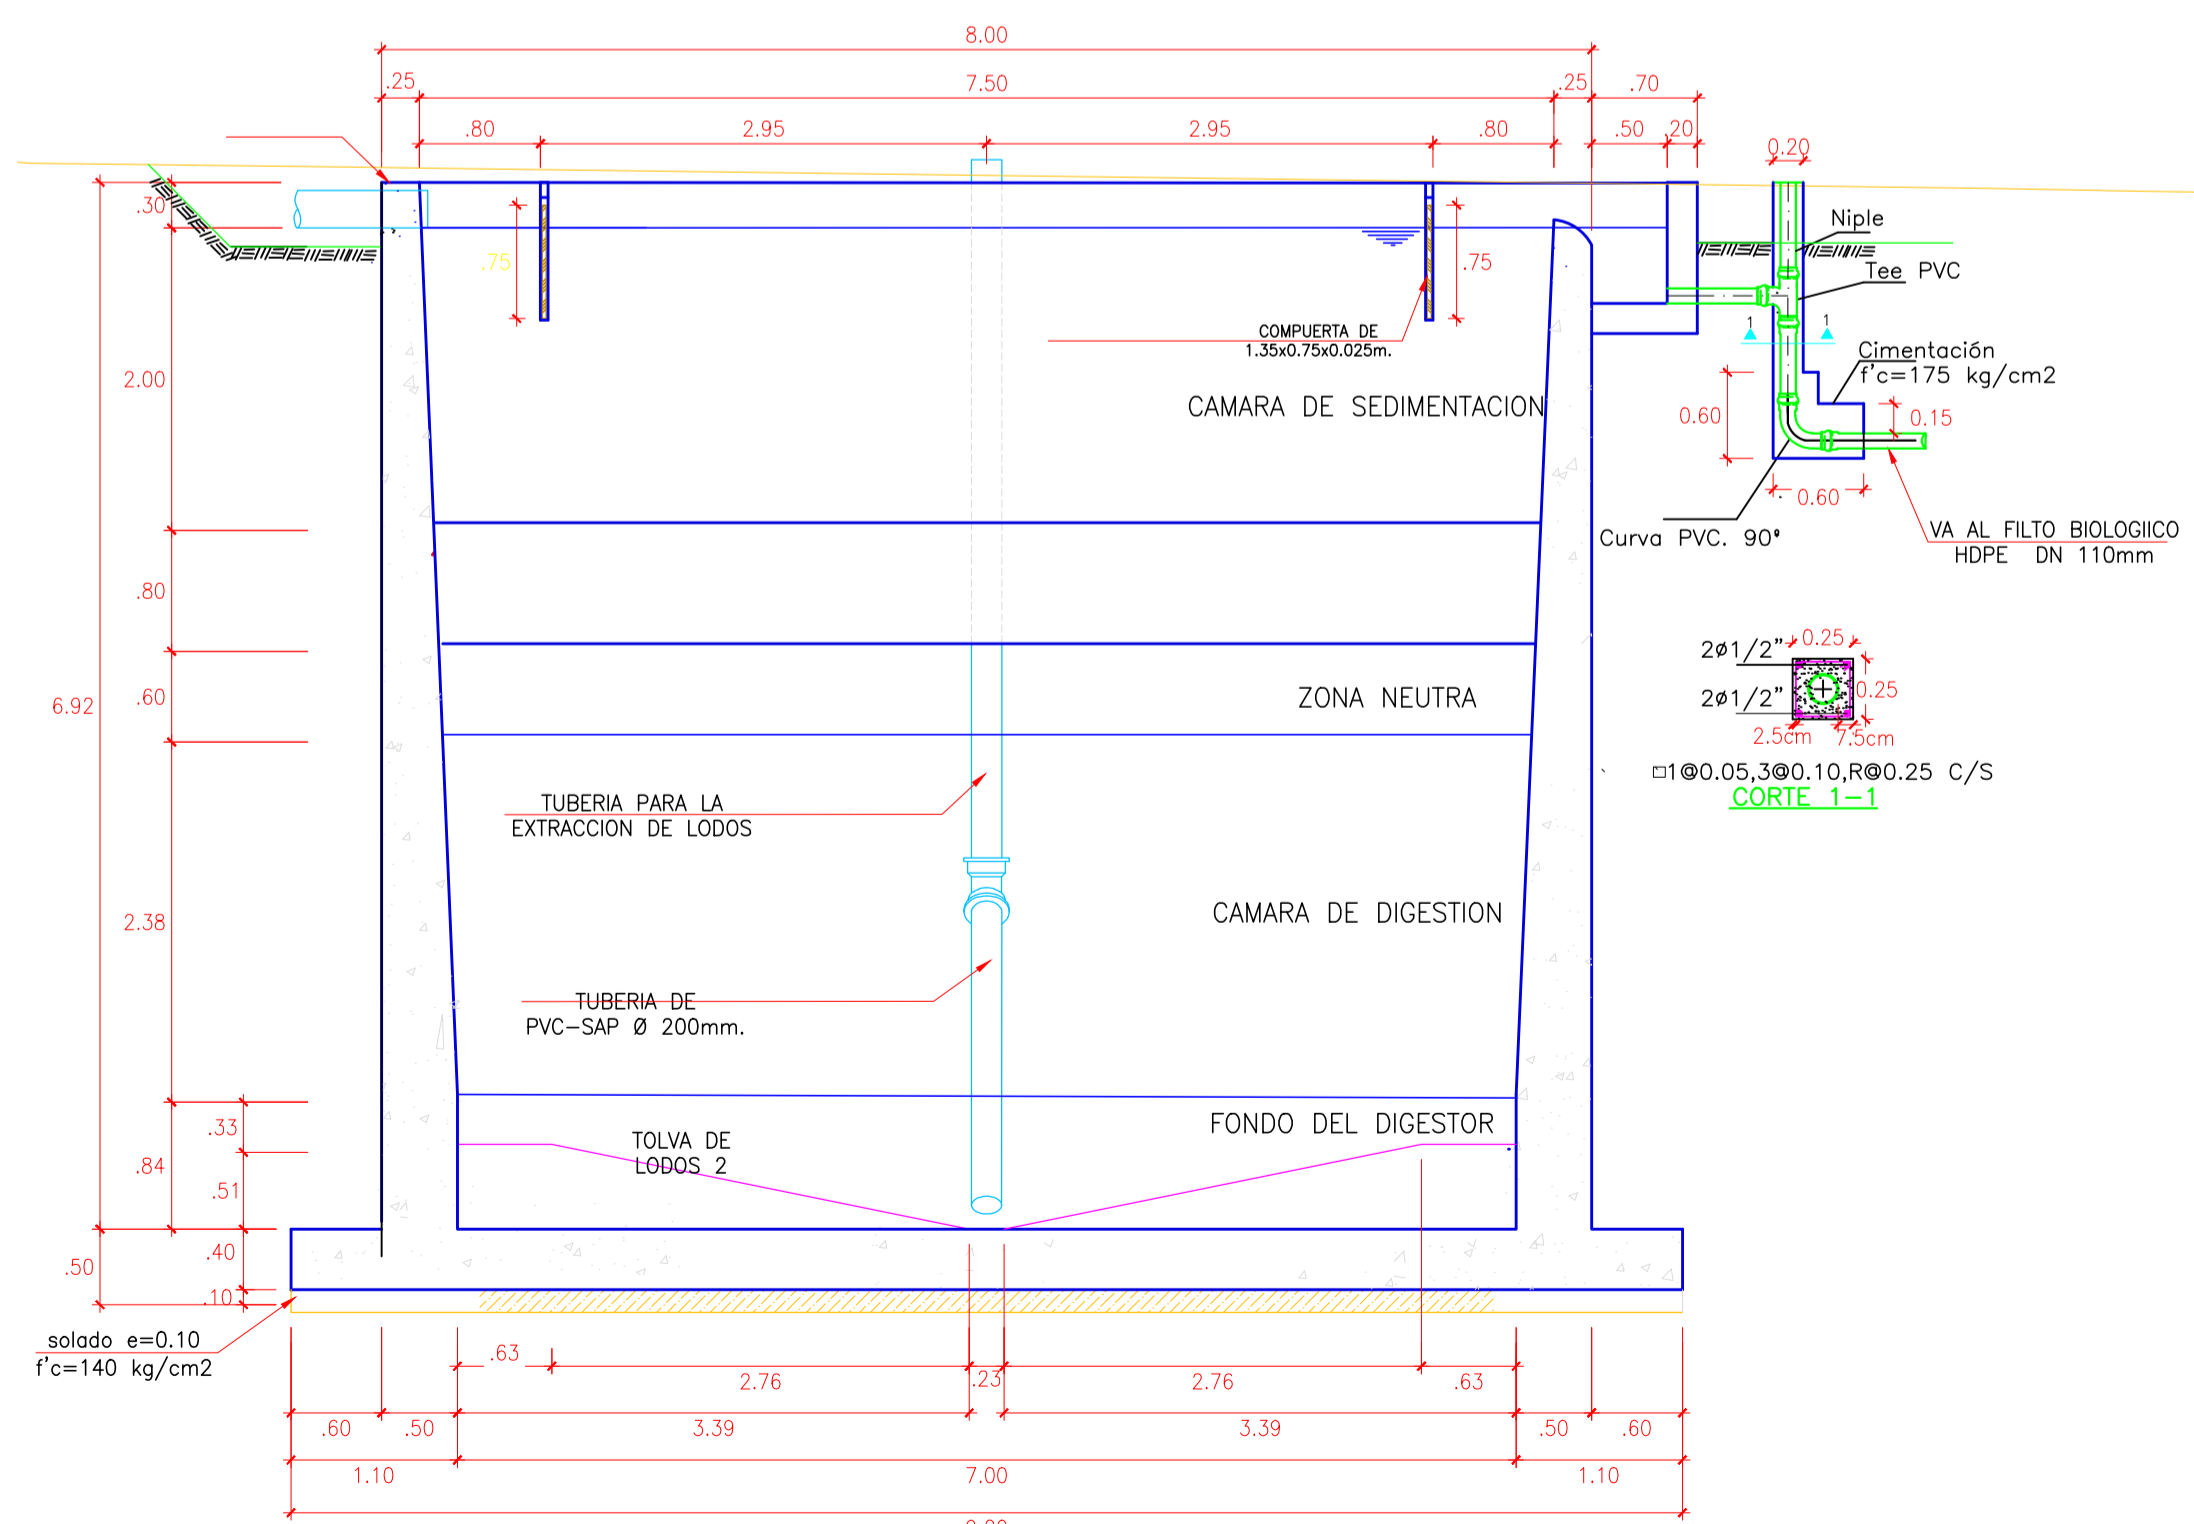 8.00
.25
7.50
.25
.70
.80
2.95
2.95
.80
.50
.20
0.20
.30
Niple
.75
.75
Tee PVC
1
1
COMPUERTA DE
1.35x0.75x0.025m.
Cimentación
f'c=175 kg/cm2
2.00
CAMARA DE SEDIMENTACION
0.60
0.15
0.60
Curva PVC. 90°
VA AL FILTO BIOLOGIICO
HDPE DN 110mm
.80
2ø1/2"
0.25
.60
ZONA NEUTRA
6.92
2ø1/2"
0.25
2.5cm
7.5cm
□1@0.05,3@0.10,R@0.25 C/S
CORTE 1-1
TUBERIA PARA LA
EXTRACCION DE LODOS
2.38
CAMARA DE DIGESTION
TUBERIA DE
PVC-SAP Ø 200mm.
.33
FONDO DEL DIGESTOR
TOLVA DE
LODOS 2
.84
.51
.40
.50
.10
solado e=0.10
f'c=140 kg/cm2
.63
2.76
.23
2.76
.63
.60
.50
3.39
3.39
.50
.60
1.10
7.00
1.10